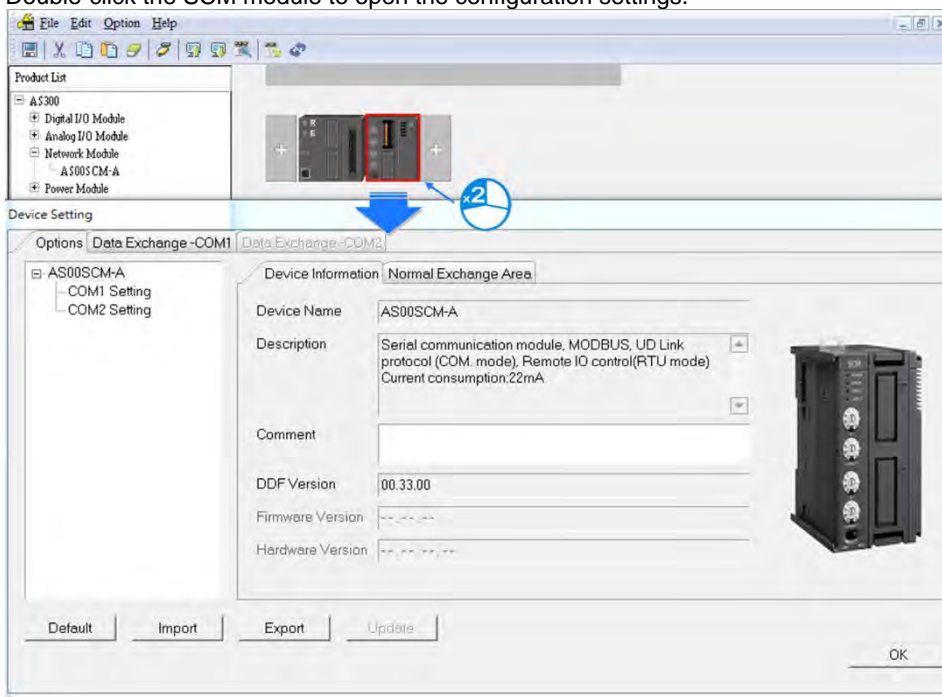 Double-click the SCM module to open the configuration settings.
File Edit Option Help
Product List
AS300
Digital I/O Module
Analog I/O Module
Network Module
AS00SCM-A
Power Module
R
E
×2
Device Setting
Options Data Exchange -COM1 Data Exchange-COM2
AS00SCM-A
COM1 Setting
COM2 Setting
Device Information Normal Exchange Area
Device Name AS00SCM-A
Description Serial communication module, MODBUS, UD Link
protocol (COM. mode), Remote IO control(RTU mode)
Current consumption:22mA
Comment
DDF Version 00.33.00
Firmware Version --.--.--
Hardware Version --.--.--.--
SCM
Default Import Export Update
OK